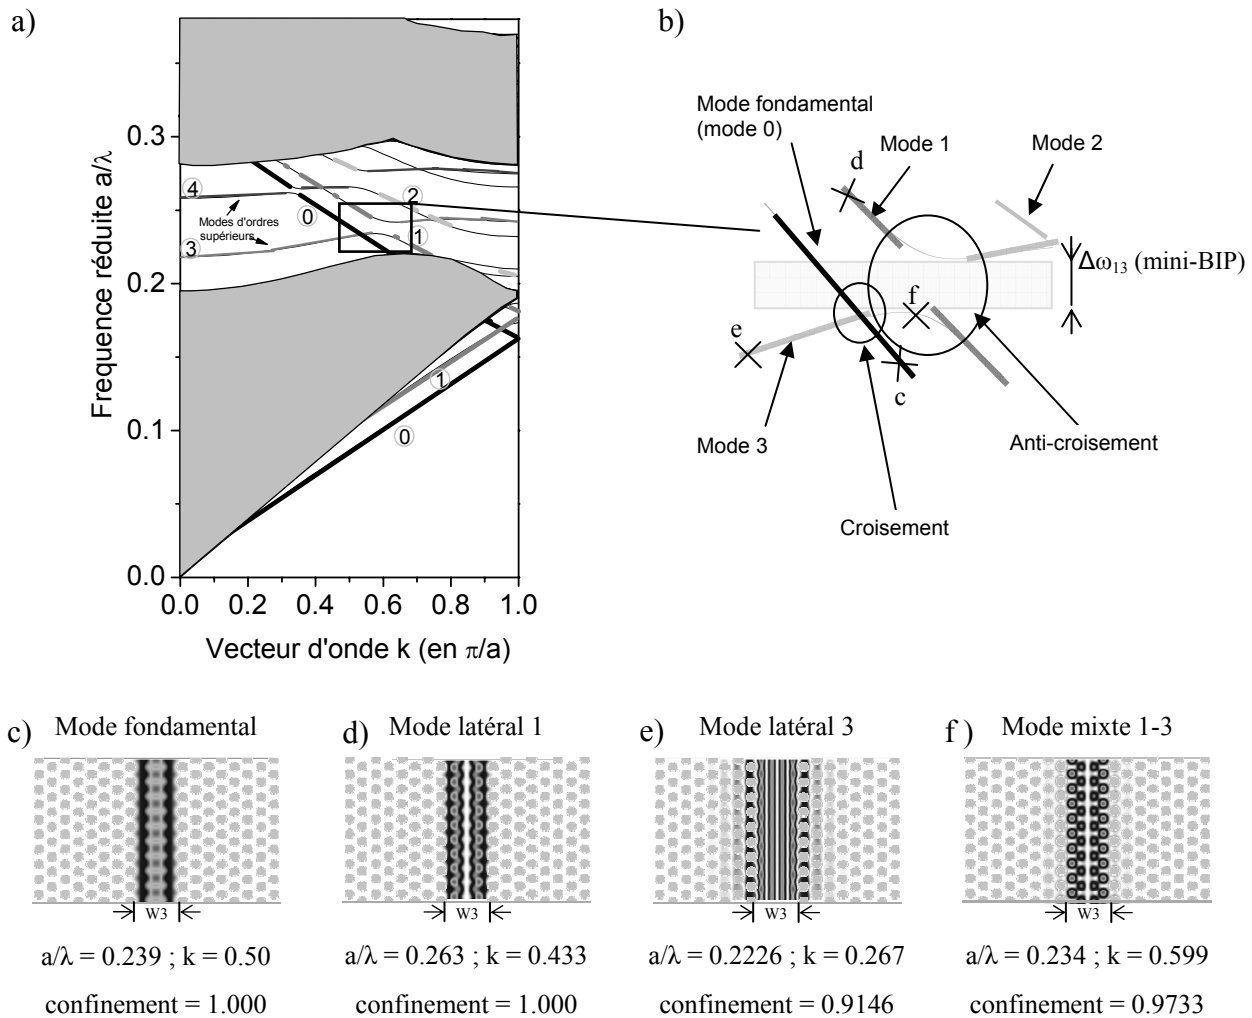 a)
Frequence réduite a/λ
0.3
0.2
0.1
0.0
0.0 0.2 0.4 0.6 0.8 1.0
Vecteur d'onde k (en π/a)
4
3
0
2
1
1
0
Modes d'ordres
supérieurs
b)
Mode fondamental
(mode 0)
d
Mode 1
Mode 2
Δω13 (mini-BIP)
f
e
c
Mode 3
Anti-croisement
Croisement
c)
Mode fondamental
W3
a/λ = 0.239 ; k = 0.50
confinement = 1.000
d)
Mode latéral 1
W3
a/λ = 0.263 ; k = 0.433
confinement = 1.000
e)
Mode latéral 3
W3
a/λ = 0.2226 ; k = 0.267
confinement = 0.9146
f )
Mode mixte 1-3
W3
a/λ = 0.234 ; k = 0.599
confinement = 0.9733